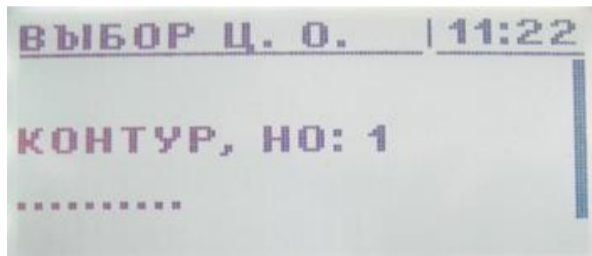 ВЫБОР Ц. О. | 11:22
КОНТУР, НО: 1
..........